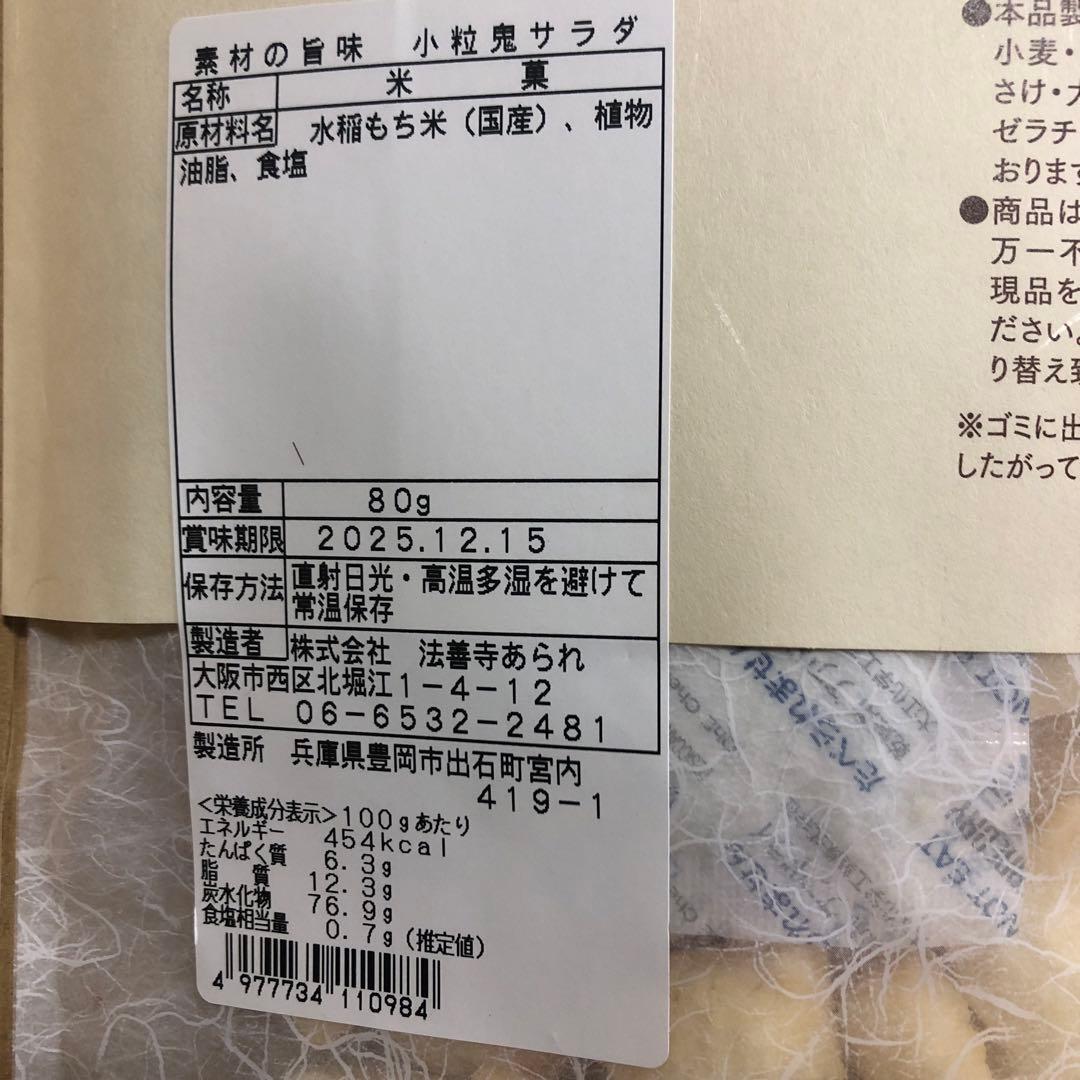 素材の旨味 小粒鬼サラダ
名称 米菓
原材料名 水稲もち米（国産）、植物
油脂、食塩
内容量 80g
賞味期限 2025.12.15
保存方法 直射日光・高温多湿を避けて
常温保存
製造者 株式会社 法善寺あられ
大阪市西区北堀江1-4-12
TEL 06-6532-2481
製造所 兵庫県豊岡市出石町宮内
419-1
<栄養成分表示>100gあたり
エネルギー 454kcal
たんぱく質 6.3g
脂質 12.3g
炭水化物 76.9g
食塩相当量 0.7g(推定値)
4 977734 110984
●本品製
小麦・
さけ・
ゼラチ
おります
●商品は
万一不
現品を
ださい。
り替え致
※ゴミに出
したがって
たべられません